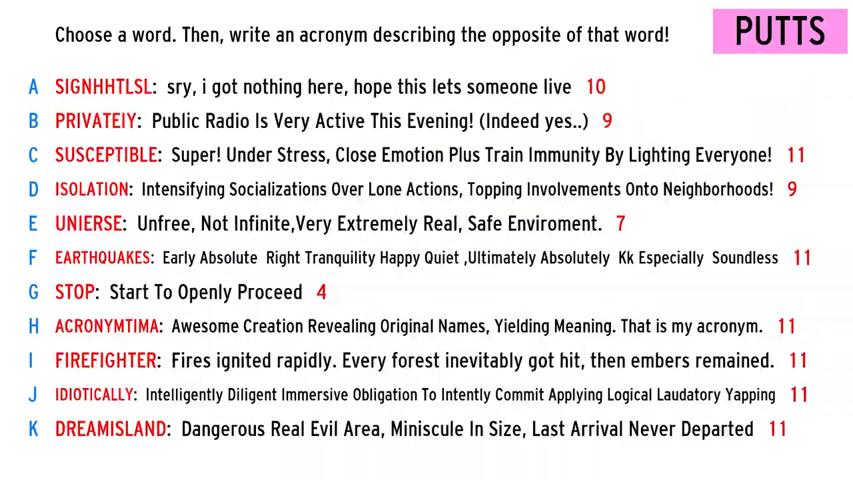 Choose a word. Then, write an acronym describing the opposite of that word!
PUTTS
A SIGNHHTLSL: sry, i got nothing here, hope this lets someone live 10
B PRIVATEIY: Public Radio Is Very Active This Evening! (Indeed yes..) 9
C SUSCEPTIBLE: Super! Under Stress, Close Emotion Plus Train Immunity By Lighting Everyone! 11
D ISOLATION: Intensifying Socializations Over Lone Actions, Topping Involvements Onto Neighborhoods! 9
E UNIERSE: Unfree, Not Infinite,Very Extremely Real, Safe Enviroment. 7
F EARTHQUAKES: Early Absolute Right Tranquility Happy Quiet ,Ultimately Absolutely Kk Especially Soundless 11
G STOP: Start To Openly Proceed 4
H ACRONYMTIMA: Awesome Creation Revealing Original Names, Yielding Meaning. That is my acronym. 11
I FIREFIGHTER: Fires ignited rapidly. Every forest inevitably got hit, then embers remained. 11
J IDIOTICALLY: Intelligently Diligent Immersive Obligation To Intently Commit Applying Logical Laudatory Yapping 11
K DREAMISLAND: Dangerous Real Evil Area, Miniscule In Size, Last Arrival Never Departed 11